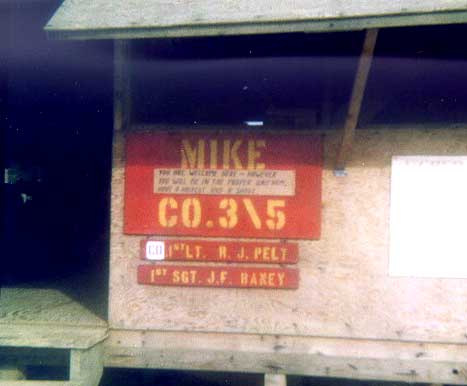 MIKE
YOU ARE WELCOME HERE - HOWEVER
YOU WILL BE IN THE PROPER UNIFORM,
HAVE A HAIRCUT AND A SHAVE.
CO. 3\5
CO 1ST LT. R. J. PELT
1ST SGT. J.F. RANEY